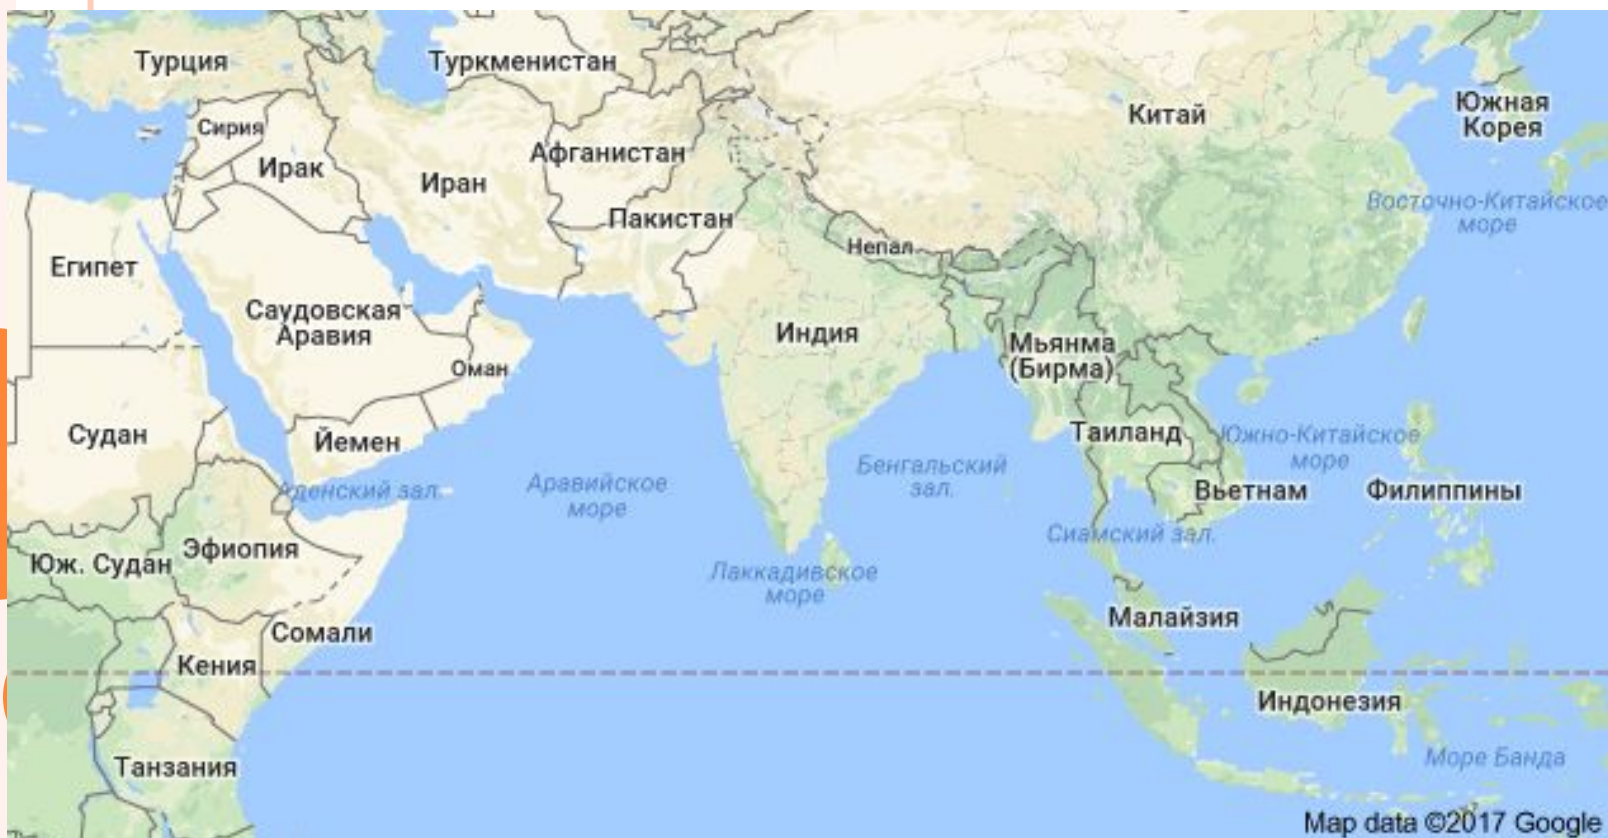 Турция
Туркменистан
Китай
Южная
Корея
Сирия
Ирак
Иран
Афганистан
Пакистан
Восточно-Китайское
море
Непал
Египет
Саудовская
Аравия
Оман
Индия
Мьянма
(Бирма)
Судан
Йемен
Таиланд
Южно-Китайское
море
Аденский зал.
Аравийское
море
Бенгальский
зал.
Вьетнам
Филиппины
Сиамский зал.
Юж. Судан
Эфиопия
Лаккадивское
море
Малайзия
Сомали
Кения
Индонезия
Танзания
Море Банда
Map data ©2017 Google